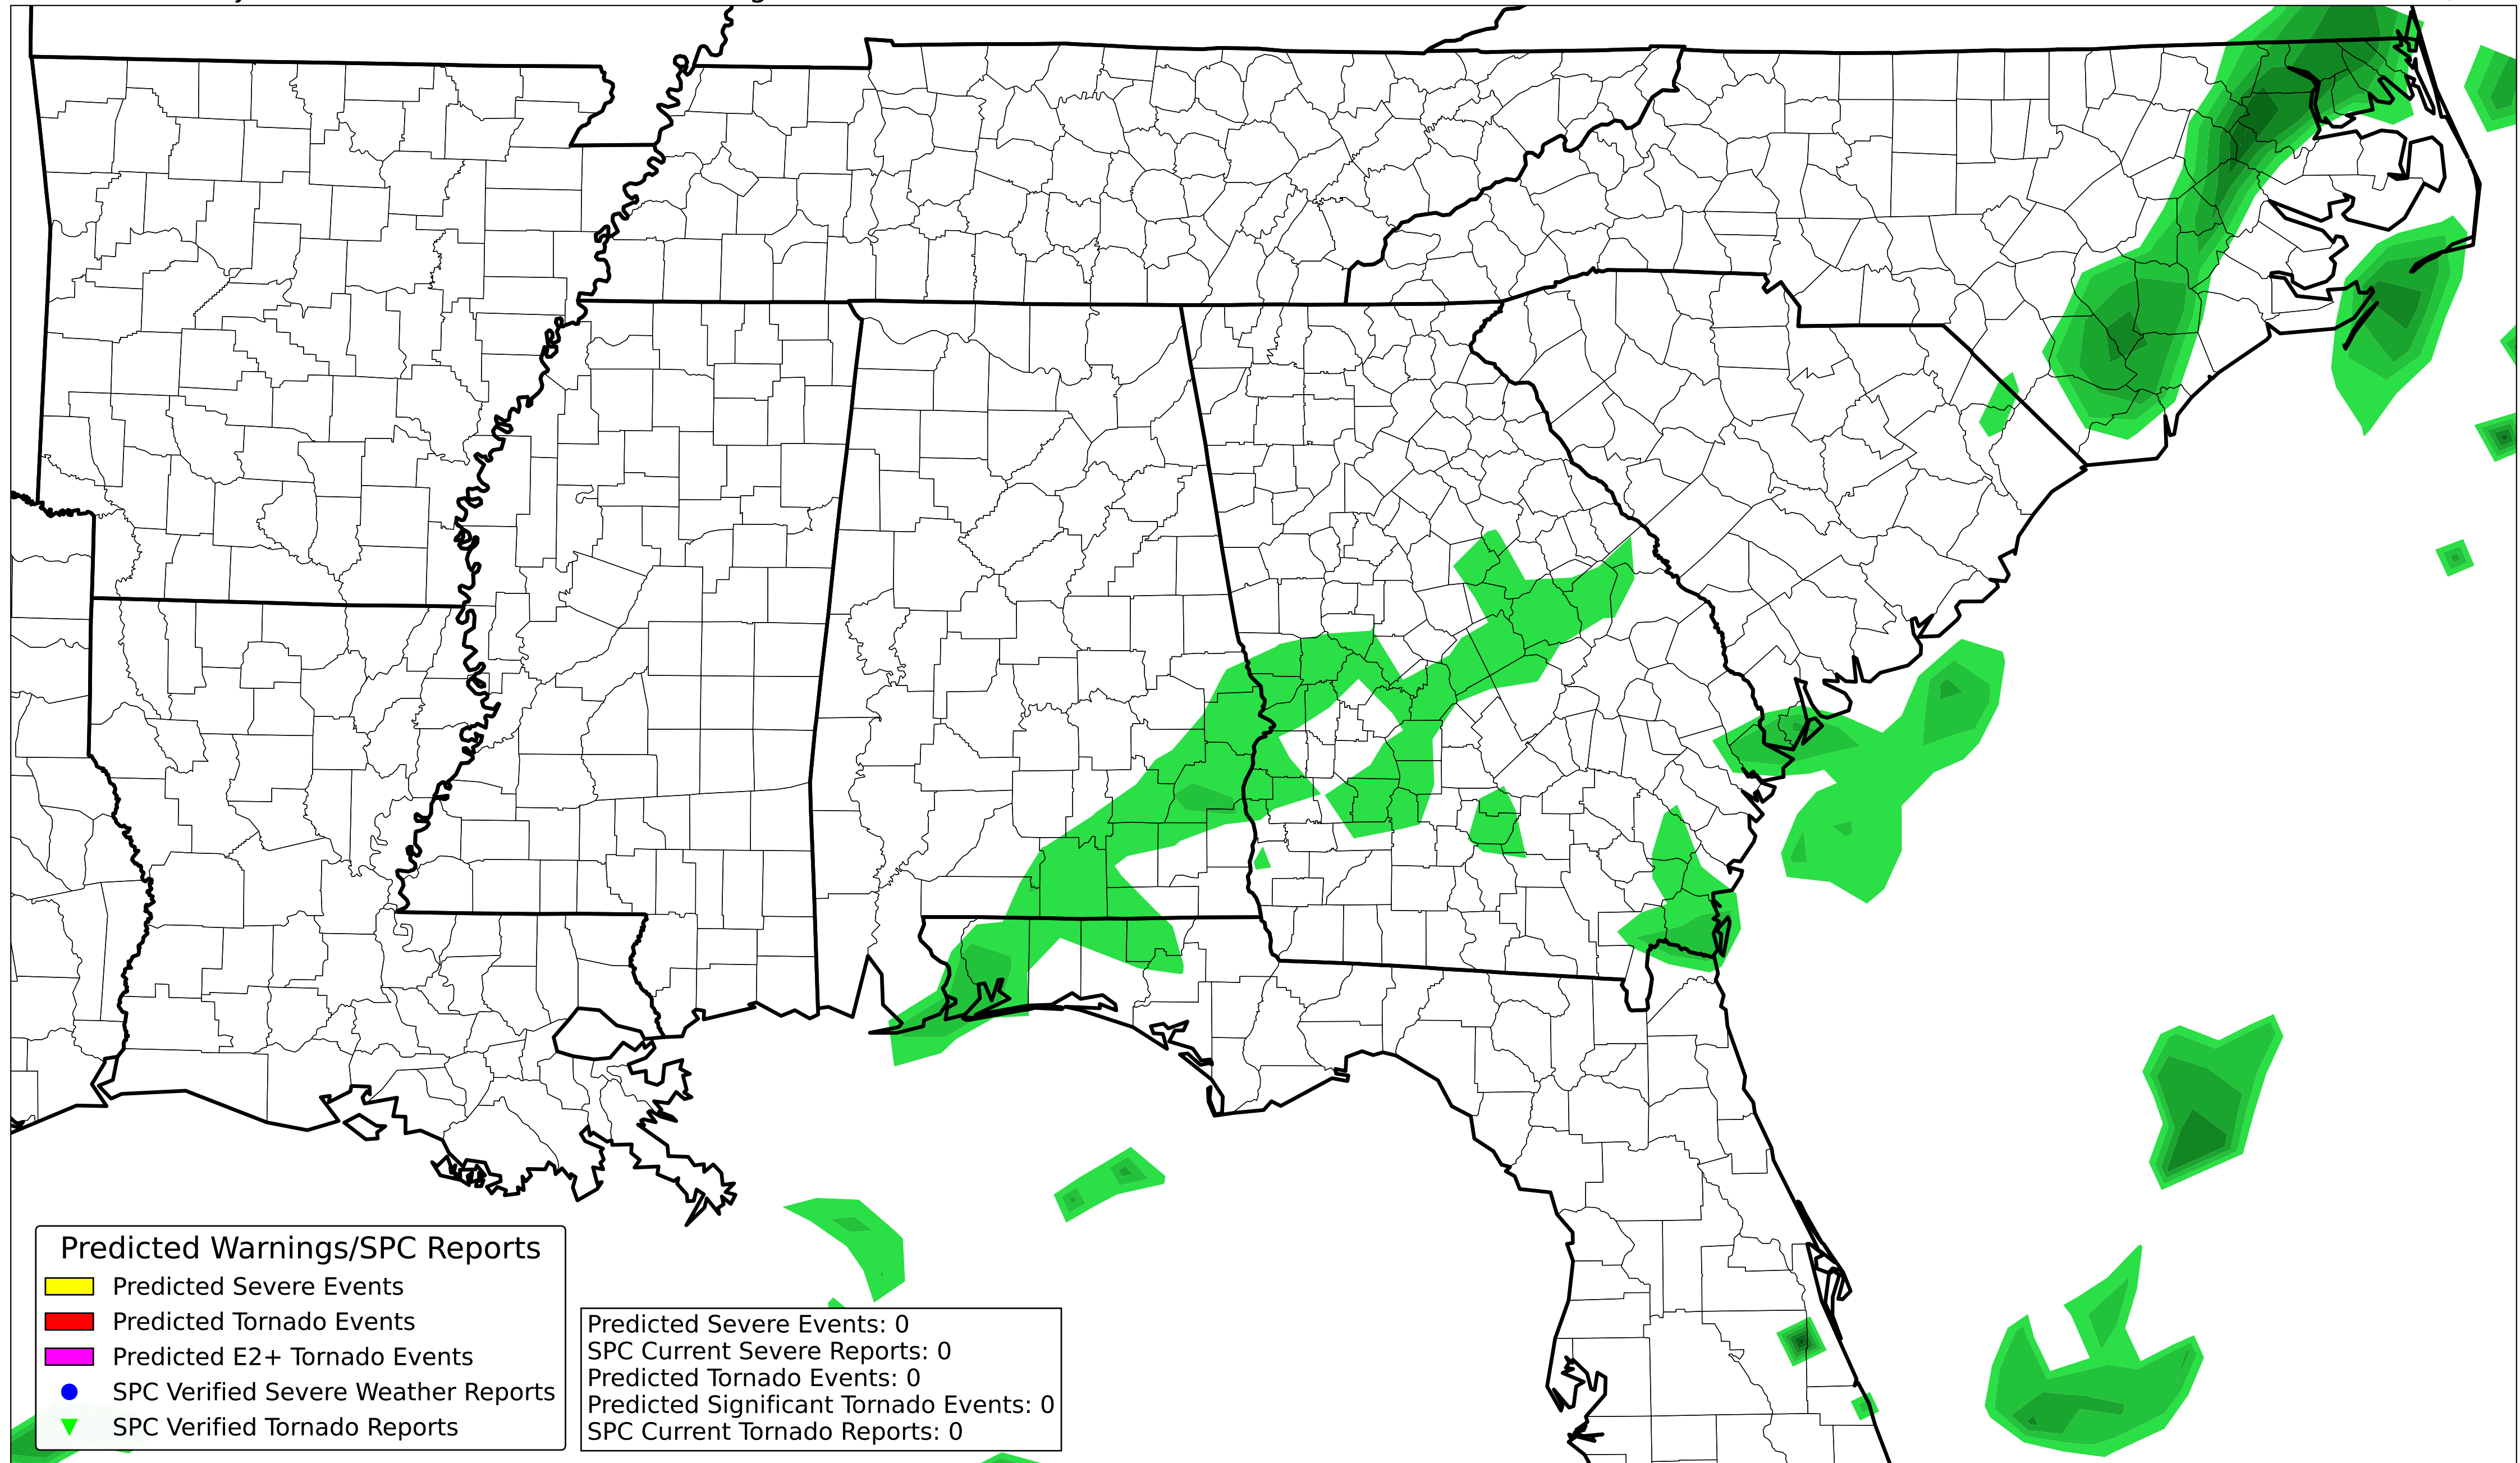 Predicted Warnings/SPC Reports
Predicted Severe Events
Predicted Tornado Events
Predicted E2+ Tornado Events
SPC Verified Severe Weather Reports
SPC Verified Tornado Reports
Predicted Severe Events: 0
SPC Current Severe Reports: 0
Predicted Tornado Events: 0
Predicted Significant Tornado Events: 0
SPC Current Tornado Reports: 0